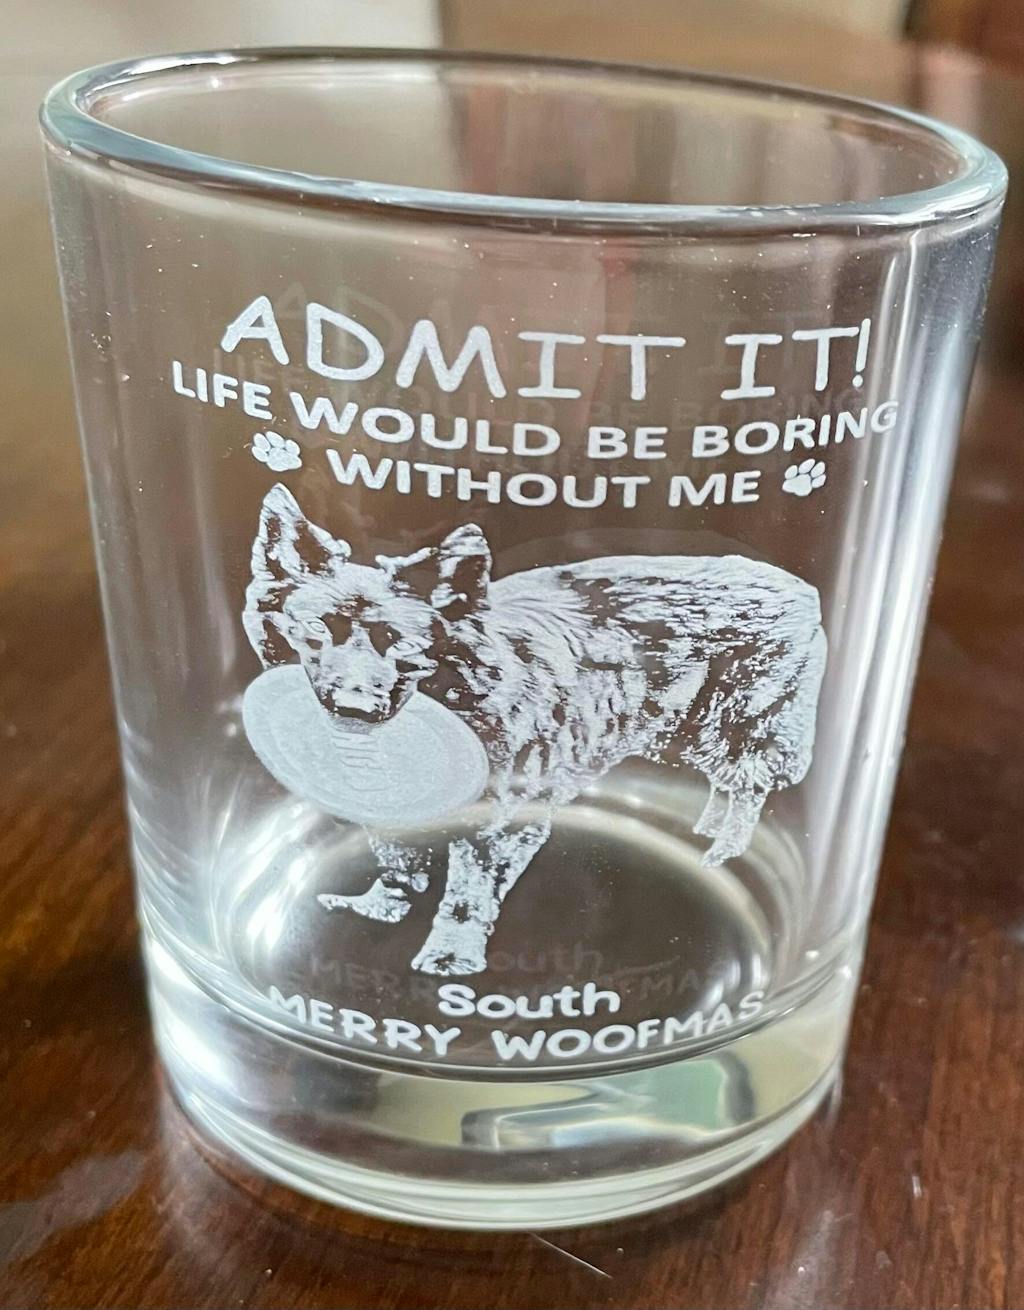 ADMIT IT!
LIFE WOULD BE BORING
WITHOUT ME
South
MERRY WOOFMAS